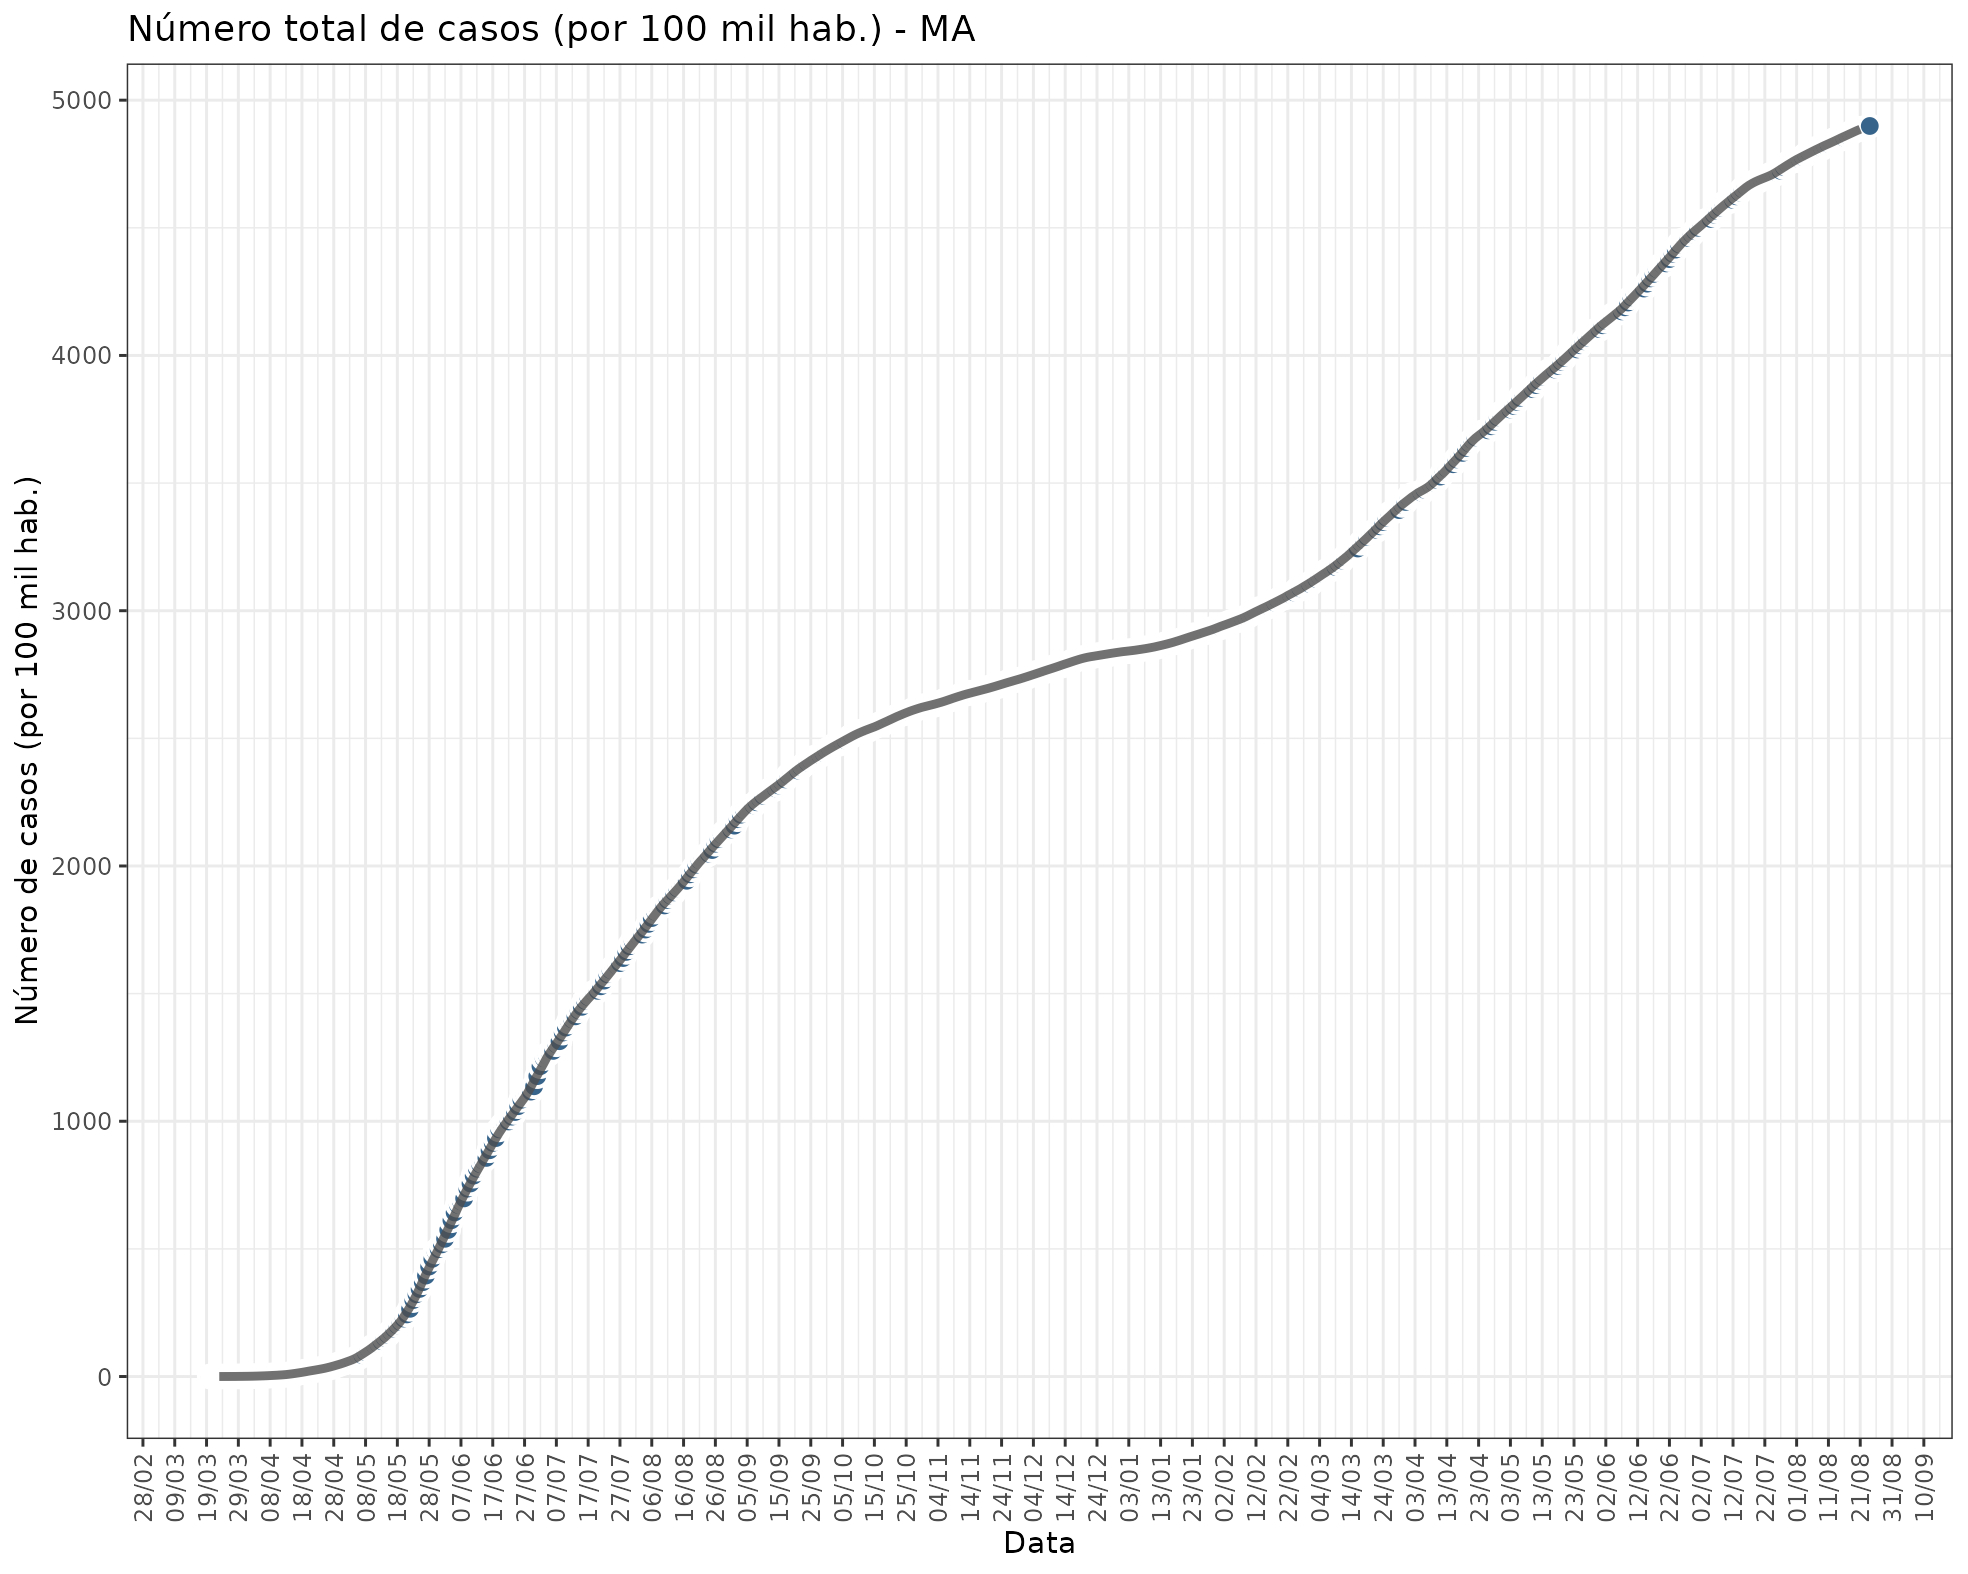 Número total de casos (por 100 mil hab.) - MA
Número de casos (por 100 mil hab.)
5000
4000
3000
2000
1000
0
28/02 09/03 19/03 29/03 08/04 18/04 28/04 08/05 18/05 28/05 07/06 17/06 27/06 07/07 17/07 27/07 06/08 16/08 26/08 05/09 15/09 25/09 05/10 15/10 25/10 04/11 14/11 24/11 04/12 14/12 24/12 03/01 13/01 23/01 02/02 12/02 22/02 04/03 14/03 24/03 03/04 13/04 23/04 03/05 13/05 23/05 02/06 12/06 22/06 02/07 12/07 22/07 01/08 11/08 21/08 31/08 10/09
Data